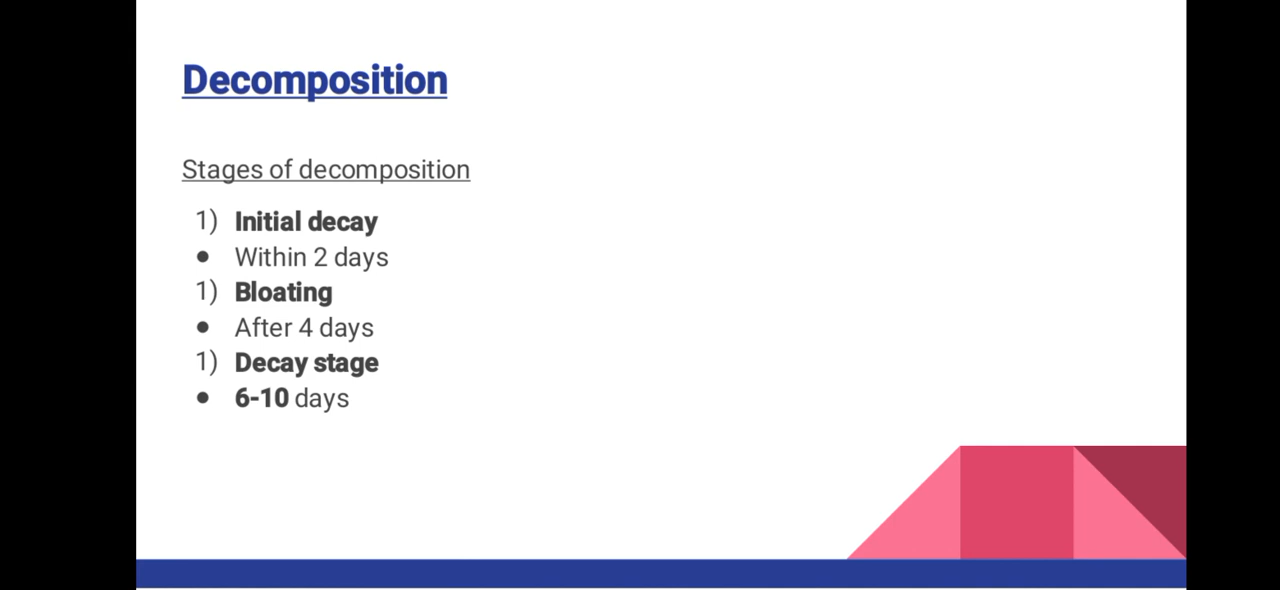 Decomposition
Stages of decomposition
1) Initial decay
● Within 2 days
1) Bloating
● After 4 days
1) Decay stage
● 6-10 days